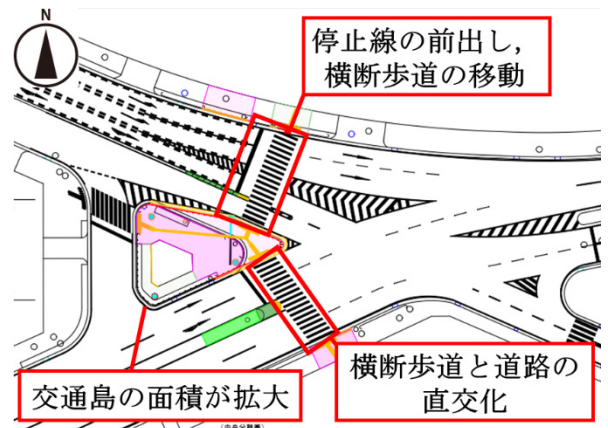 N
停止線の前出し,
横断歩道の移動
交通島の面積が拡大
横断歩道と道路の
直交化